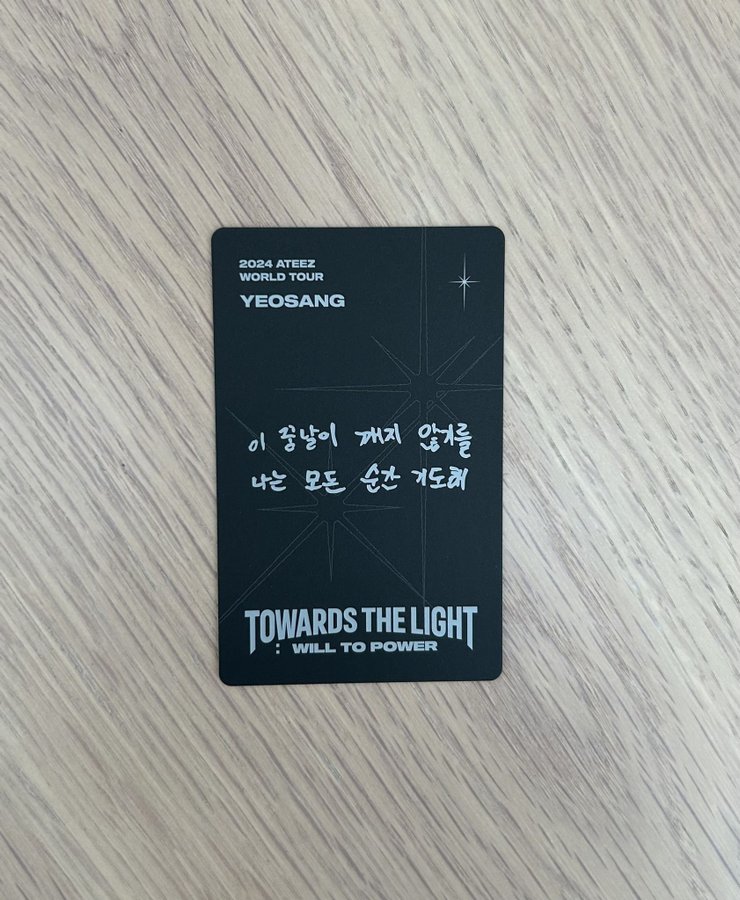 2024 ATEEZ
WORLD TOUR
YEOSANG
이 꿈날이 깨지 않기를
나는 모든 순간 기도해
TOWARDS THE LIGHT
: WILL TO POWER